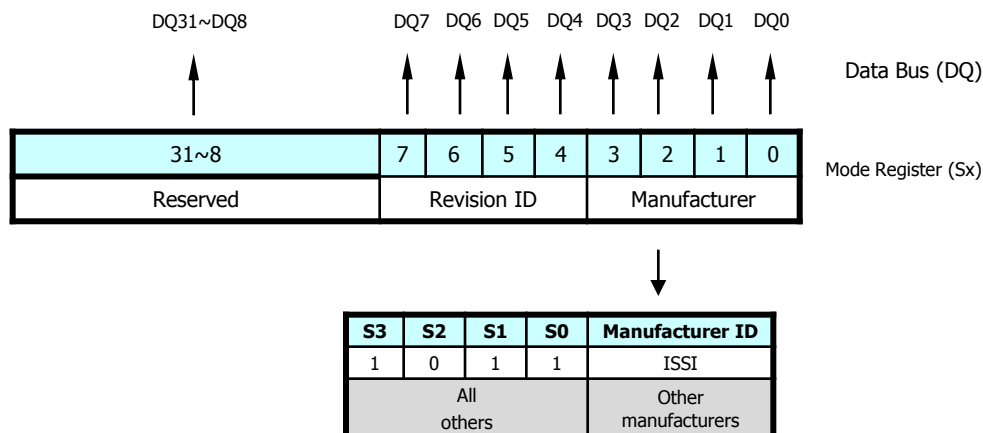 DQ31~DQ8 DQ7 DQ6 DQ5 DQ4 DQ3 DQ2 DQ1 DQ0
Data Bus (DQ)
31~8 7 6 5 4 3 2 1 0
Mode Register (Sx)
Reserved Revision ID Manufacturer
S3 S2 S1 S0 Manufacturer ID
1 0 1 1 ISSI
All Other
others manufacturers